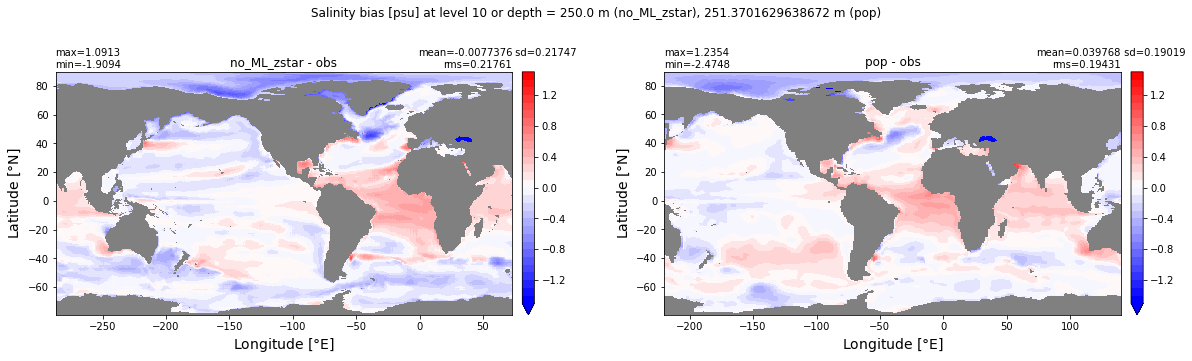 Salinity bias [psu] at level 10 or depth = 250.0 m (no_ML_zstar), 251.3701629638672 m (pop)
max=1.0913
min=-1.9094
no_ML_zstar - obs
mean=-0.0077376 sd=0.21747
rms=0.21761
80
60
40
20
0
−20
−40
−60
Latitude [°N]
−250
−200
−150
−100
−50
0
50
Longitude [°E]
1.2
0.8
0.4
0.0
−0.4
−0.8
−1.2
max=1.2354
min=-2.4748
pop - obs
mean=0.039768 sd=0.19019
rms=0.19431
80
60
40
20
0
−20
−40
−60
Latitude [°N]
−200
−150
−100
−50
0
50
100
Longitude [°E]
1.2
0.8
0.4
0.0
−0.4
−0.8
−1.2